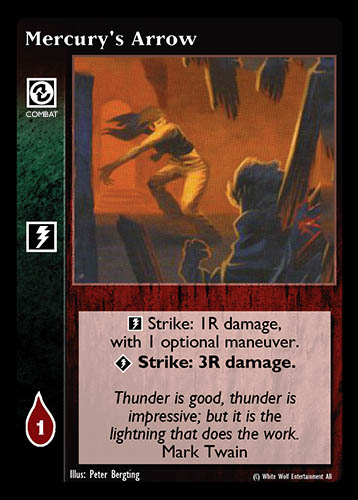 Mercury's Arrow
COMBAT
Strike: 1R damage,
with 1 optional maneuver.
Strike: 3R damage.
Thunder is good, thunder is
impressive; but it is the
lightning that does the work.
Mark Twain
1
Illus: Peter Bergting
(C) White Wolf Entertainment AB